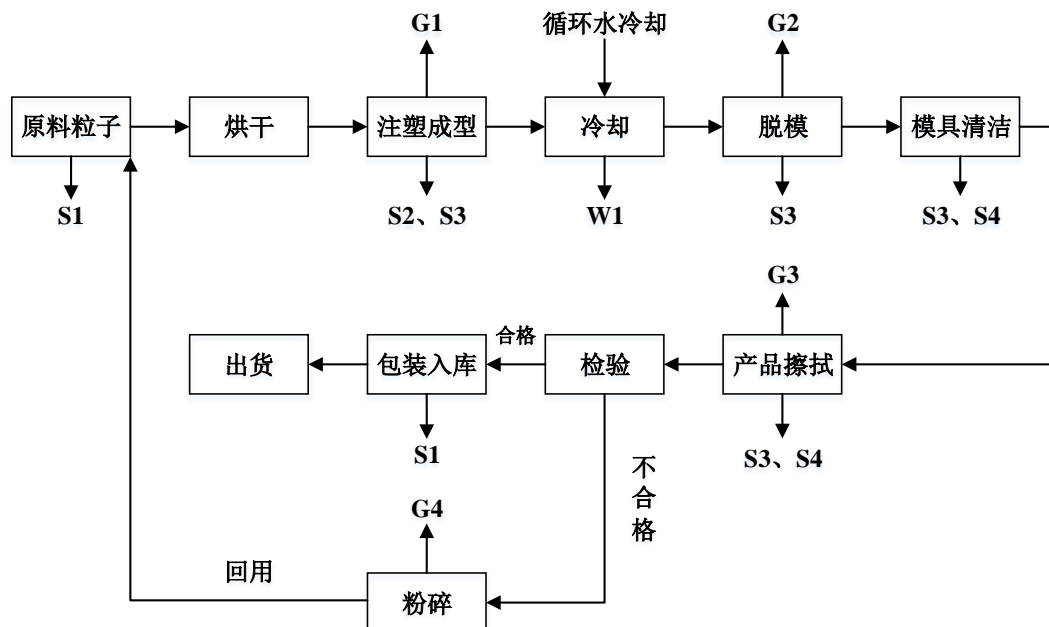 G1
循环水冷却
G2
原料粒子
烘干
注塑成型
冷却
脱模
模具清洁
S1
S2、S3
W1
S3
S3、S4
G3
出货
包装入库
合格
检验
产品擦拭
S1
S3、S4
不合格
G4
回用
粉碎